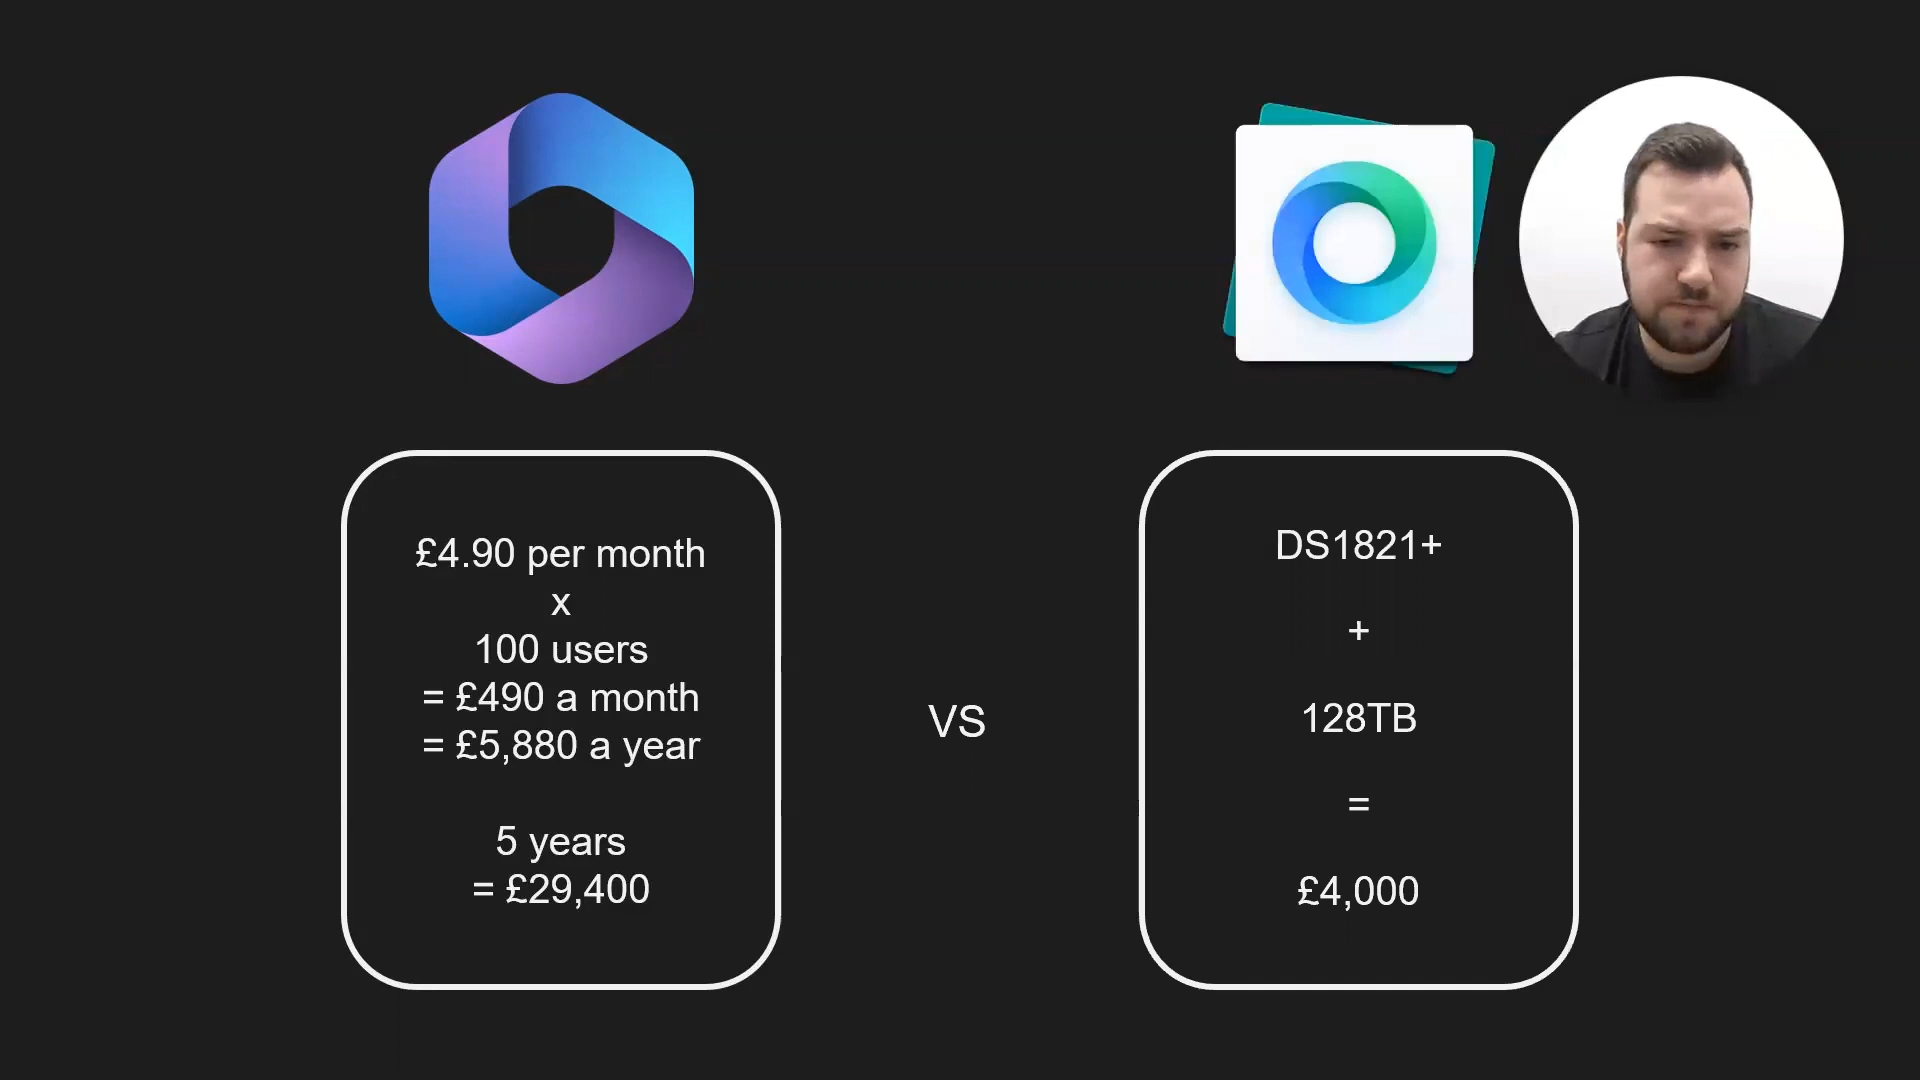 £4.90 per month
x
100 users
= £490 a month
= £5,880 a year
5 years
= £29,400
VS
DS1821+
+
128TB
=
£4,000